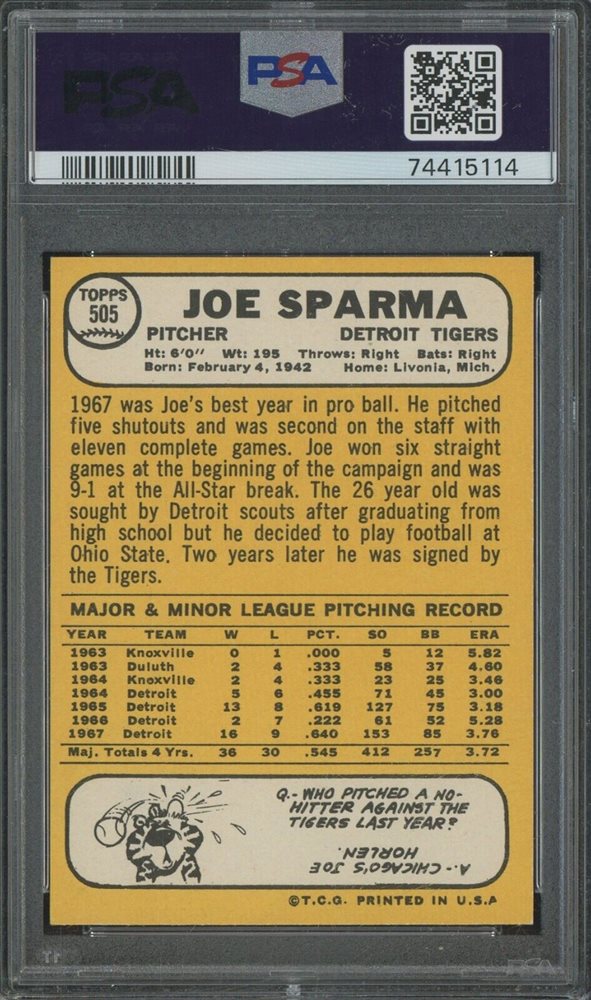 PSA
PSA
74415114
TOPPS
505
JOE SPARMA
PITCHER DETROIT TIGERS
Ht: 6'0" Wt: 195 Throws: Right Bats: Right
Born: February 4, 1942 Home: Livonia, Mich.
1967 was Joe's best year in pro ball. He pitched
five shutouts and was second on the staff with
eleven complete games. Joe won six straight
games at the beginning of the campaign and was
9-1 at the All-Star break. The 26 year old was
sought by Detroit scouts after graduating from
high school but he decided to play football at
Ohio State. Two years later he was signed by
the Tigers.
MAJOR & MINOR LEAGUE PITCHING RECORD
YEAR TEAM W L PCT. SO BB ERA
1963 Knoxville 0 1 .000 5 12 5.82
1963 Duluth 2 4 .333 58 37 4.60
1964 Knoxville 2 4 .333 23 25 3.46
1964 Detroit 5 6 .455 71 45 3.00
1965 Detroit 13 8 .619 127 75 3.18
1966 Detroit 2 7 .222 61 52 5.28
1967 Detroit 16 9 .640 153 85 3.76
Maj. Totals 4 Yrs. 36 30 .545 412 257 3.72
Q.- WHO PITCHED A NO-
HITTER AGAINST THE
TIGERS LAST YEAR?
A.. CHICAGO'S JOE
HORLEN.
©T.C.G. PRINTED IN U.S.A